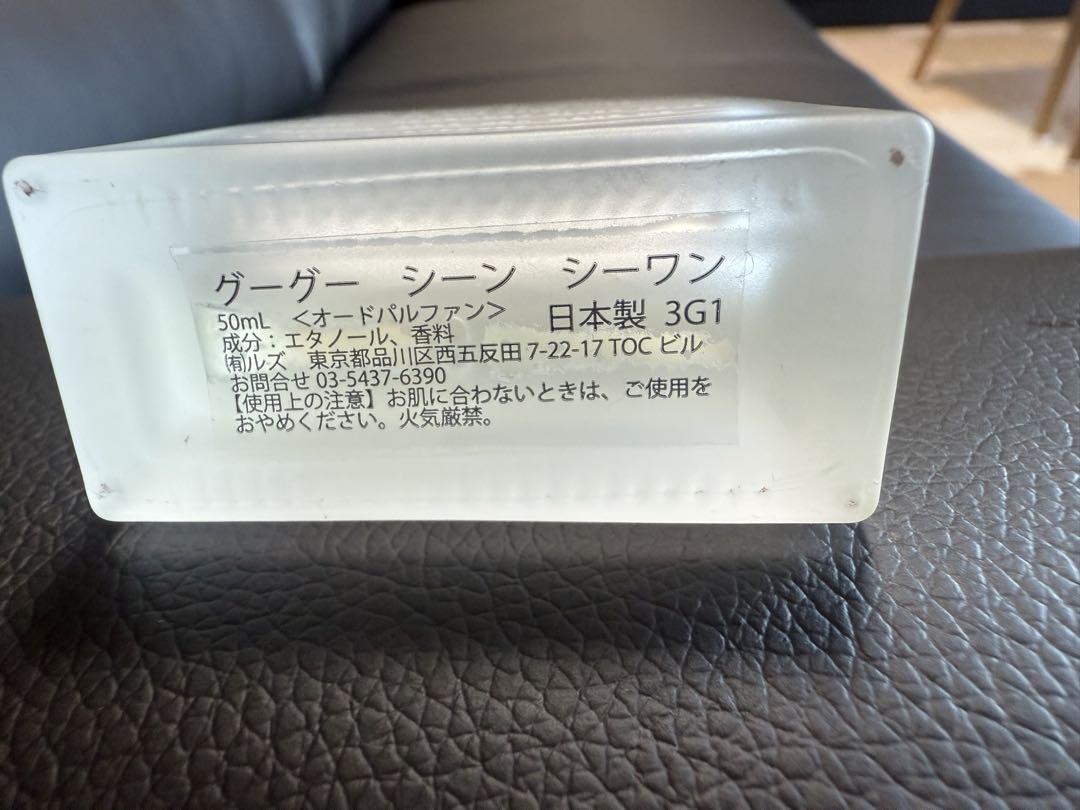 グーグー シーン シーワン
50mL <オードパルファン> 日本製 3G1
成分：エタノール、香料
㈲ルズ 東京都品川区西五反田 7-22-17 TOC ビル
お問合せ 03-5437-6390
【使用上の注意】お肌に合わないときは、ご使用を
おやめください。火気厳禁。